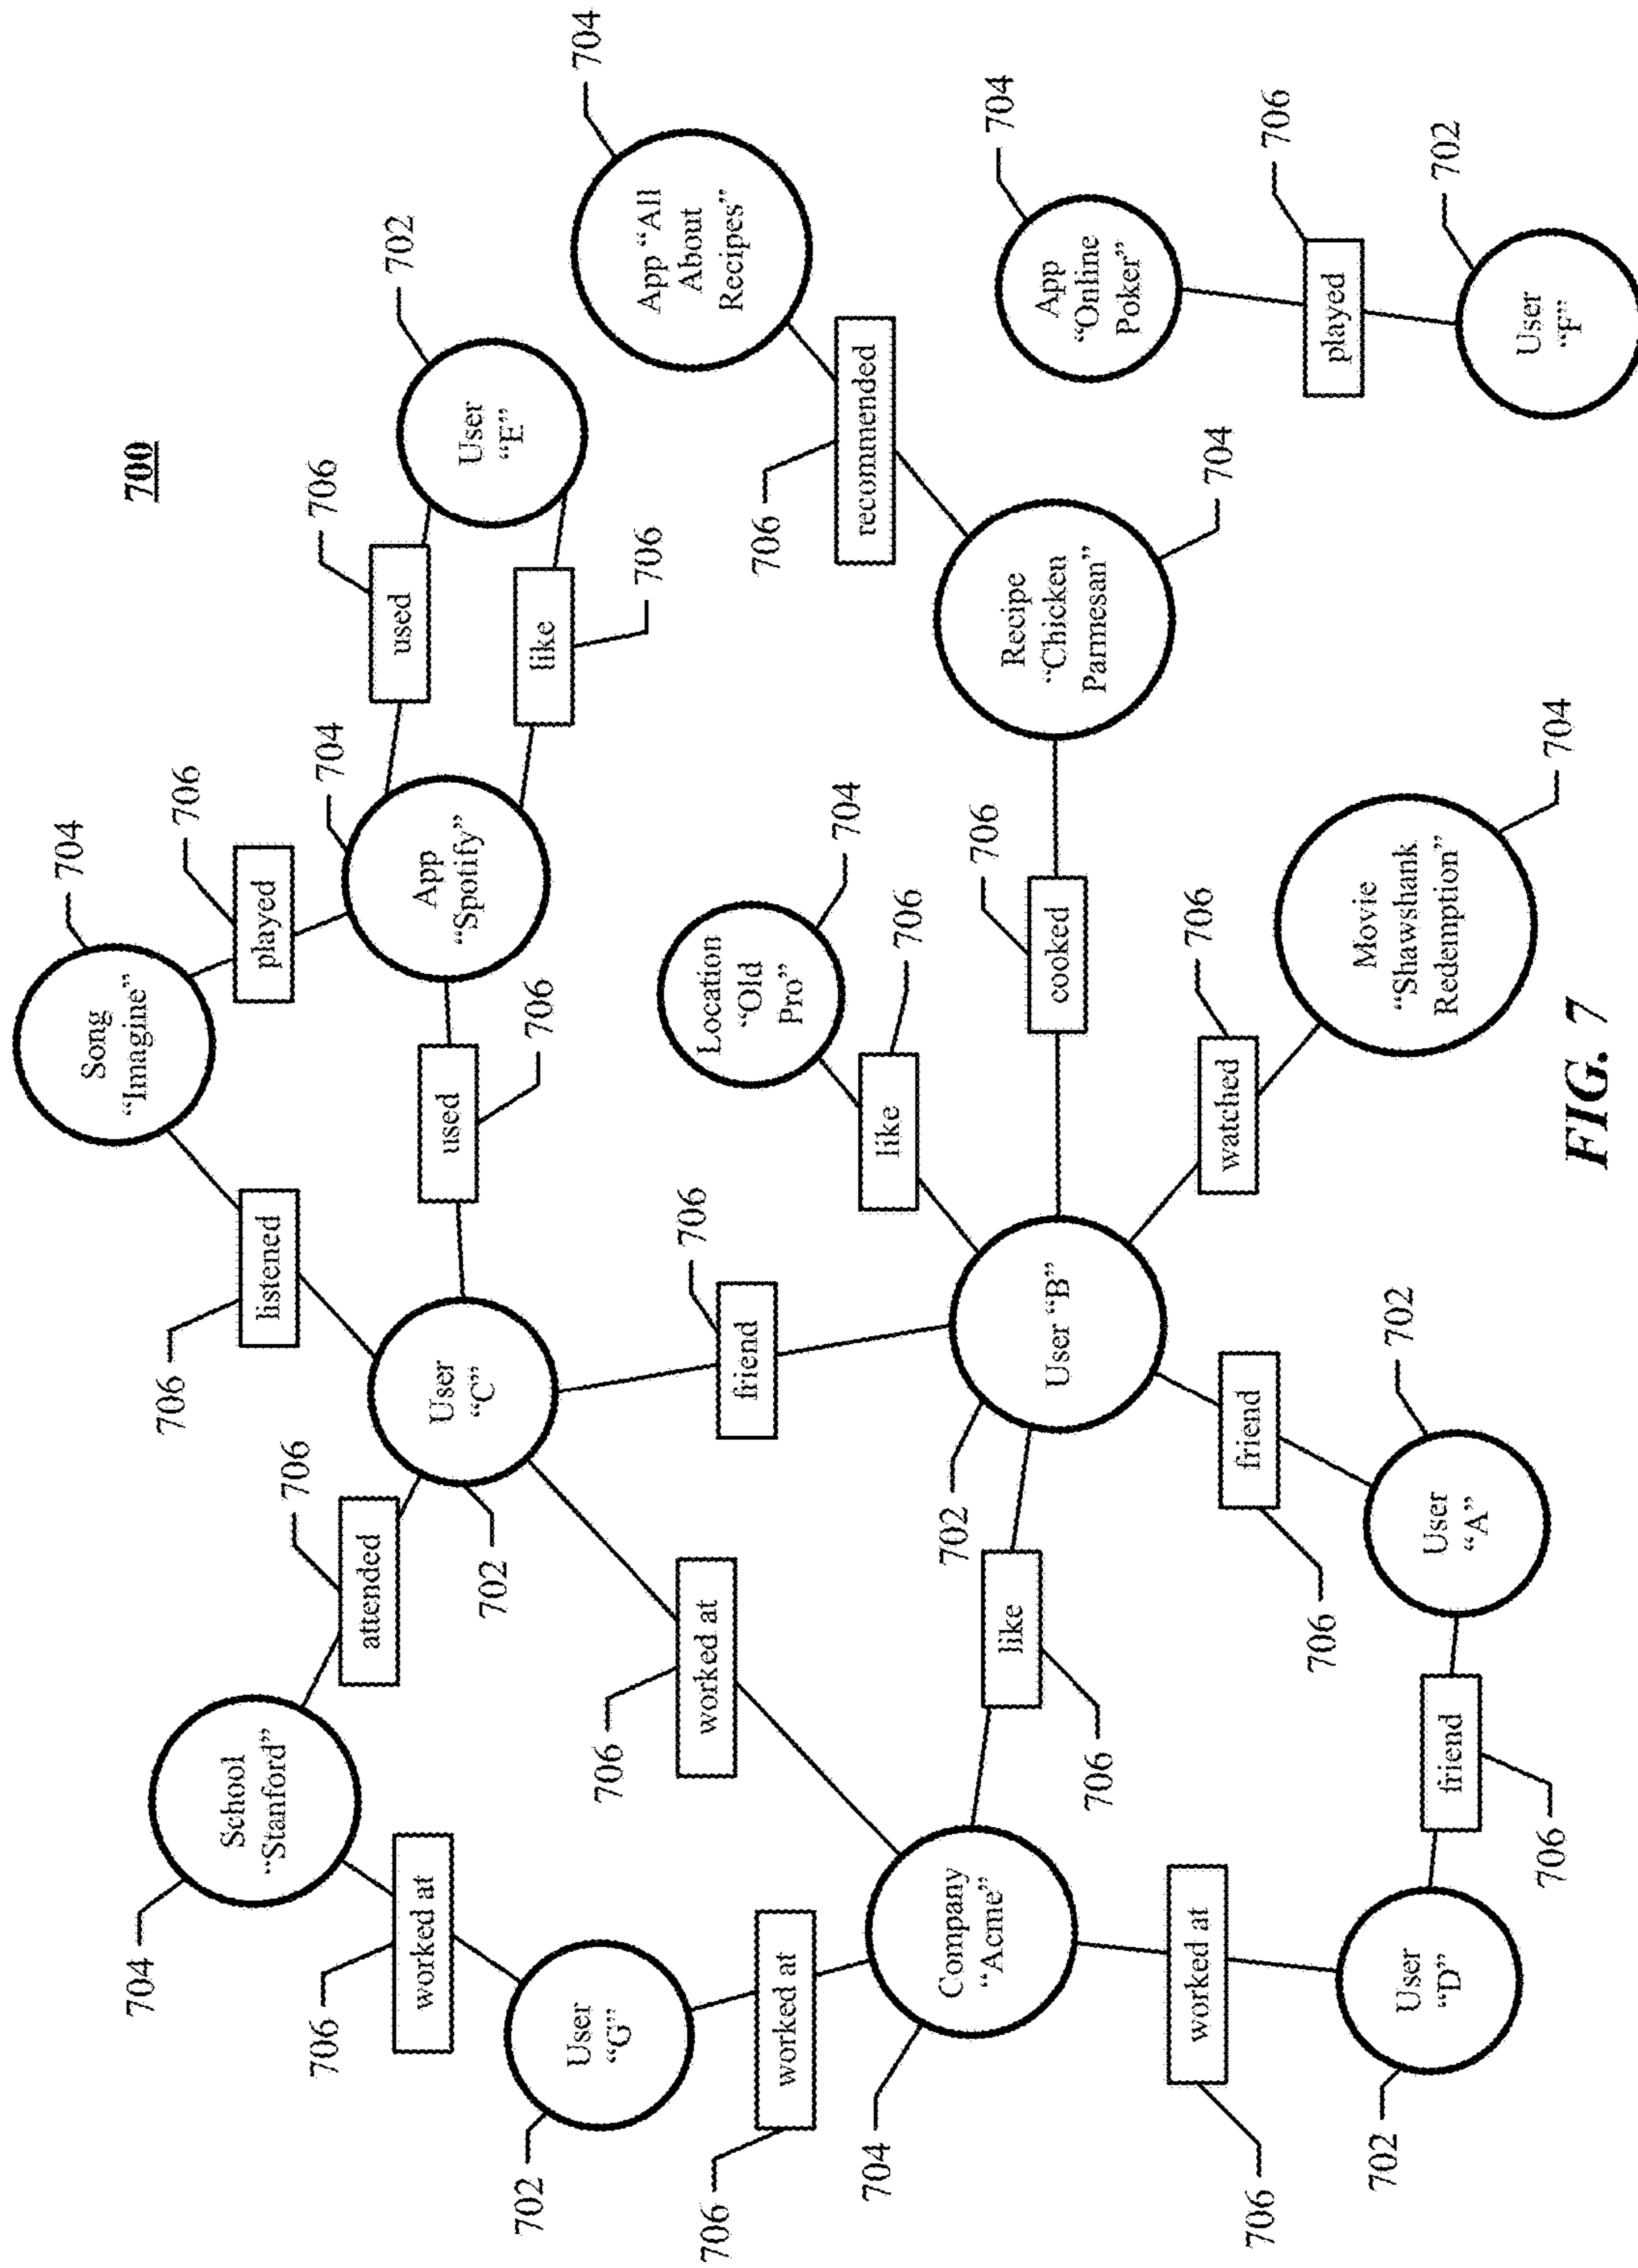 700
704
Song
“Imagine”
704
706
706
School
“Stanford”
listened
played
706
706
706
704
attended
used
702
worked at
User
“C”
used
App
“Spotify”
User
“E”
702
702
706
like
User
“G”
704
706
706
App “All
About
Recipes”
706
worked at
706
friend
Location
“Old
Pro”
706
worked at
704
recommended
704
like
706
Company
“Acme”
702
706
704
like
Recipe
“Chicken
Parmesan”
User “B”
cooked
App
“Online
Poker”
706
worked at
706
704
friend
watched
706
706
706
played
702
702
User
“D”
User
“A”
Movie
“Shawshank
Redemption”
friend
702
User
“F”
706
704
FIG. 7